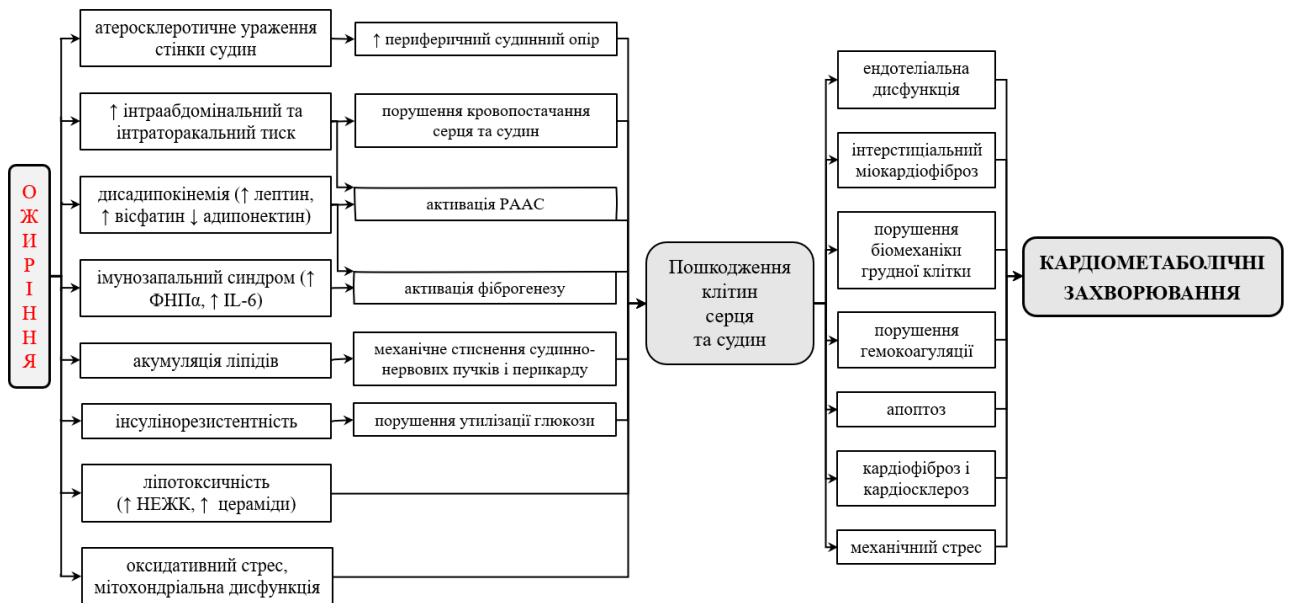 ОЖИРІННЯ
атеросклеротичне ураження
стінки судин
↑ інтраабдомінальний та
інтраторакальний тиск
дисадипокінемія (↑ лептин,
↑ вісфатин ↓ адипонектин)
імунозапальний синдром (↑
ФНПα, ↑ IL-6)
акумуляція ліпідів
інсулінорезистентність
ліпотоксичність
(↑ НЕЖК, ↑ цераміди)
оксидативний стрес,
мітохондріальна дисфункція
↑ периферичний судинний опір
порушення кровопостачання
серця та судин
активація РААС
активація фіброгенезу
механічне стиснення судинно-
нервових пучків і перикарду
порушення утилізації глюкози
Пошкодження
клітин
серця
та судин
ендотеліальна
дисфункція
інтерстиціальний
міокардіофіброз
порушення
біомеханіки
грудної клітки
порушення
гемокоагуляції
апоптоз
кардіофіброз і
кардіосклероз
механічний стрес
КАРДІОМЕТАБОЛІЧНІ
ЗАХВОРЮВАННЯ